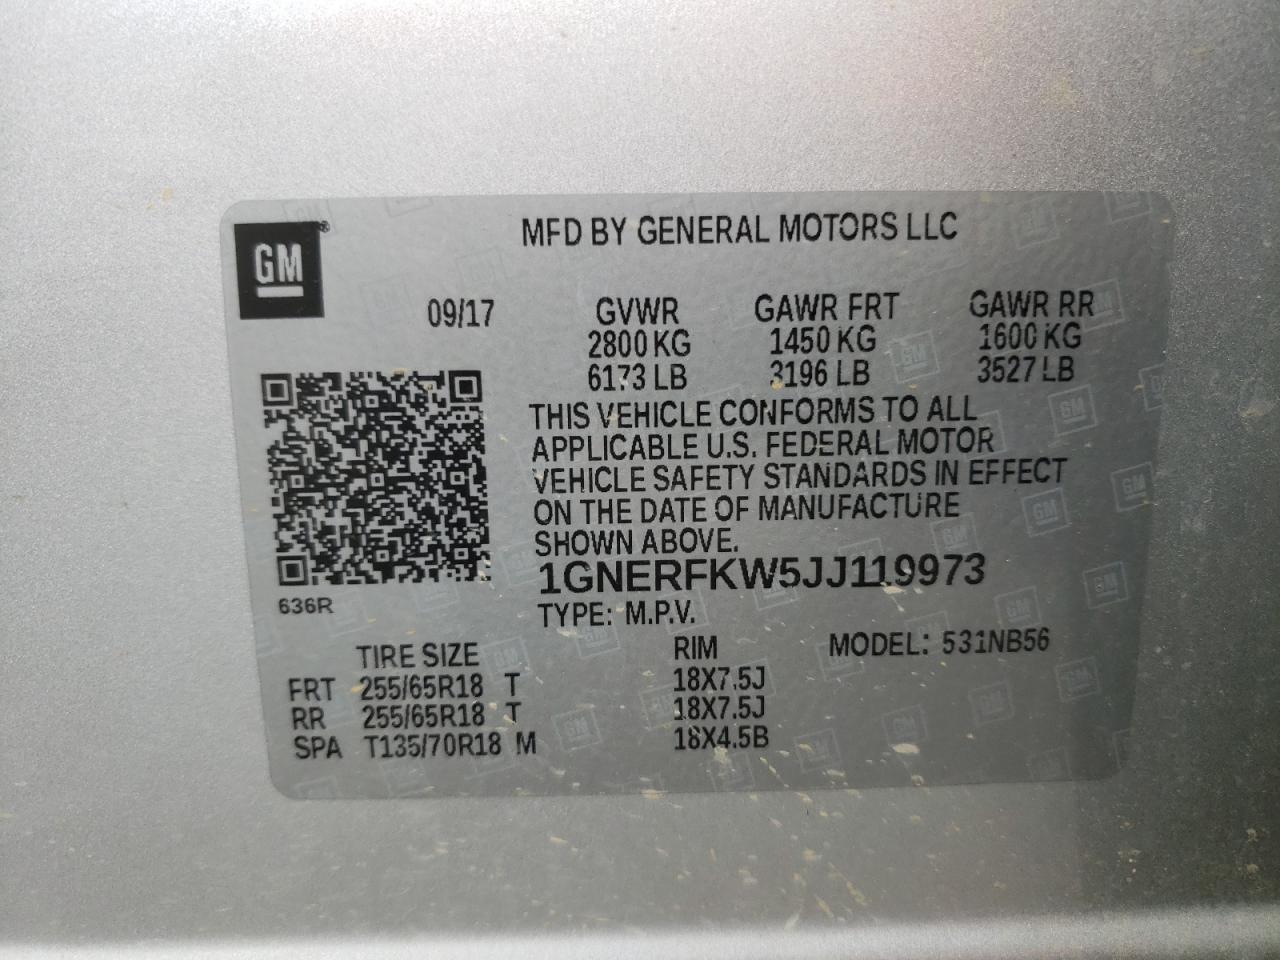 GM®
MFD BY GENERAL MOTORS LLC
09/17 GVWR GAWR FRT GAWR RR
2800 KG 1450 KG 1600 KG
6173 LB 3196 LB 3527 LB
THIS VEHICLE CONFORMS TO ALL
APPLICABLE U.S. FEDERAL MOTOR
VEHICLE SAFETY STANDARDS IN EFFECT
ON THE DATE OF MANUFACTURE
SHOWN ABOVE.
1GNERFKW5JJ119973
636R
TYPE: M.P.V.
TIRE SIZE RIM MODEL: 531NB56
FRT 255/65R18 T 18X7.5J
RR 255/65R18 T 18X7.5J
SPA T135/70R18 M 18X4.5B